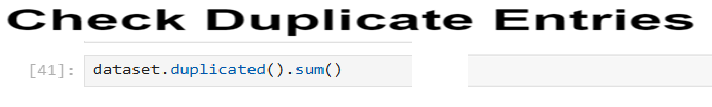 Check Duplicate Entries
[41]: dataset.duplicated().sum()